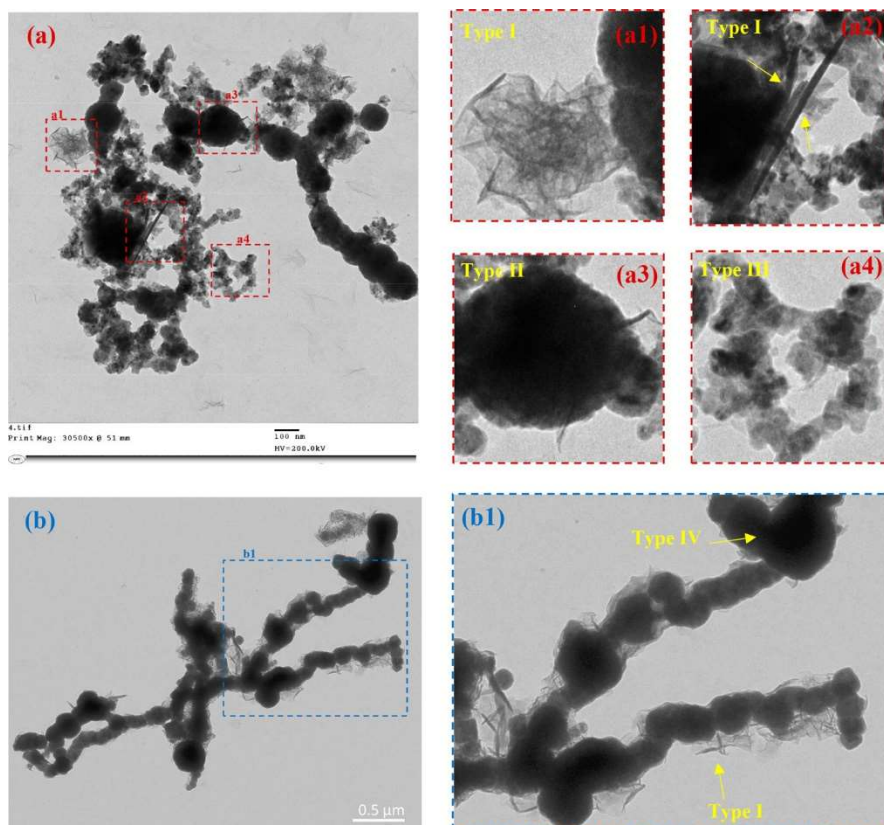 (a)
a1
a3
a4
4.tif
Print Mag: 30500x @ 51 mm
100 nm
HV=200.0kV
Type I
(a1)
Type I
(a2)
Type II
(a3)
Type III
(a4)
(b)
b1
0.5 μm
(b1)
Type IV
Type I